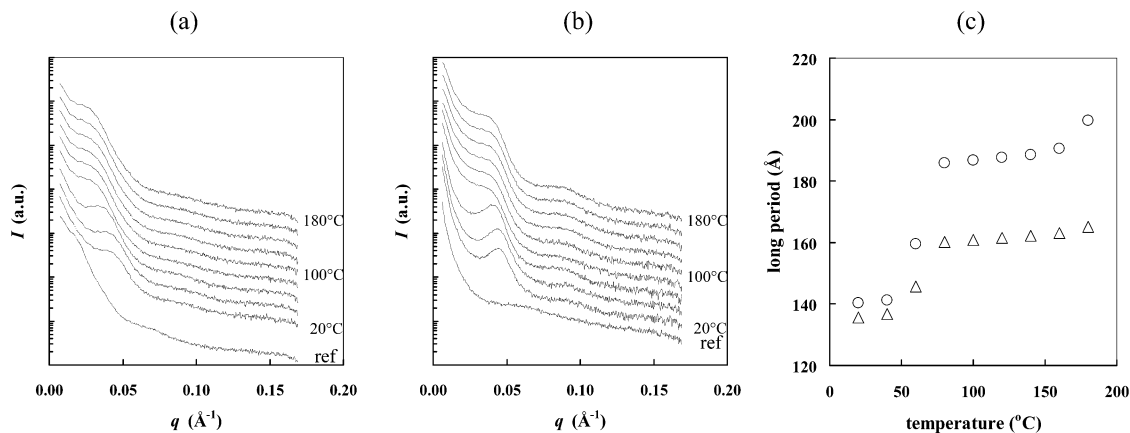 (a)
I (a.u.)
180°C
100°C
20°C
ref
0.00 0.05 0.10 0.15 0.20
q (Å-1)
(b)
I (a.u.)
180°C
100°C
20°C
ref
0.00 0.05 0.10 0.15 0.20
q (Å-1)
(c)
long period (Å)
220
200
180
160
140
120
0 50 100 150 200
temperature (°C)